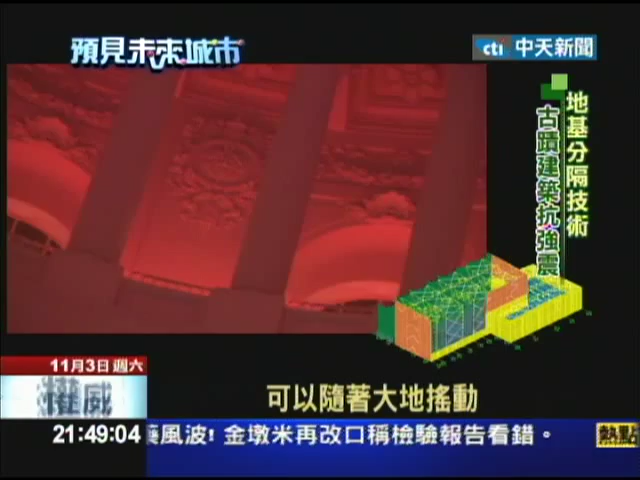 預見未來城市
cti 中天新聞
地基分隔技術
古蹟建築抗強震
可以隨著大地搖動
11月3日 週六
權威
21:49:04
風波! 金墩米再改口稱檢驗報告看錯。
熱點